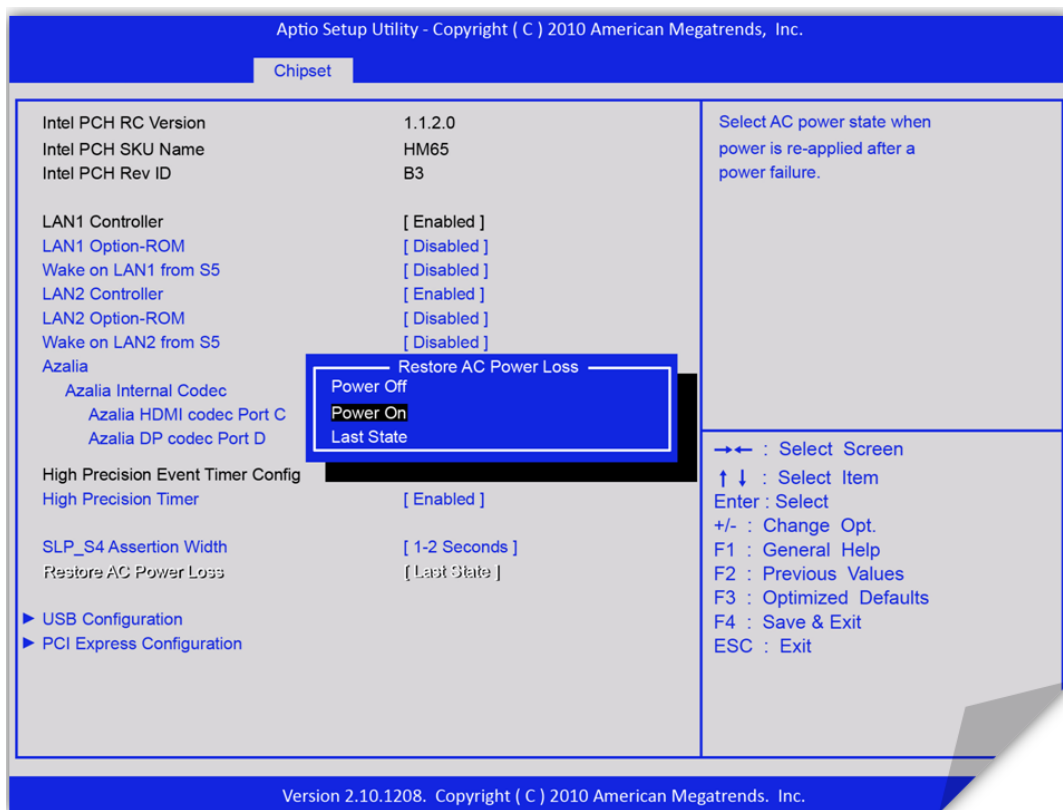 Aptio Setup Utility - Copyright ( C ) 2010 American Megatrends, Inc.
Chipset
Intel PCH RC Version 1.1.2.0
Intel PCH SKU Name HM65
Intel PCH Rev ID B3
LAN1 Controller [ Enabled ]
LAN1 Option-ROM [ Disabled ]
Wake on LAN1 from S5 [ Disabled ]
LAN2 Controller [ Enabled ]
LAN2 Option-ROM [ Disabled ]
Wake on LAN2 from S5 [ Disabled ]
Azalia
Azalia Internal Codec
Azalia HDMI codec Port C
Azalia DP codec Port D
High Precision Event Timer Config
High Precision Timer [ Enabled ]
SLP_S4 Assertion Width [ 1-2 Seconds ]
Restore AC Power Loss [ Last State ]
► USB Configuration
► PCI Express Configuration
Restore AC Power Loss
Power Off
Power On
Last State
Select AC power state when
power is re-applied after a
power failure.
→← : Select Screen
↑ ↓ : Select Item
Enter : Select
+/- : Change Opt.
F1 : General Help
F2 : Previous Values
F3 : Optimized Defaults
F4 : Save & Exit
ESC : Exit
Version 2.10.1208. Copyright ( C ) 2010 American Megatrends. Inc.